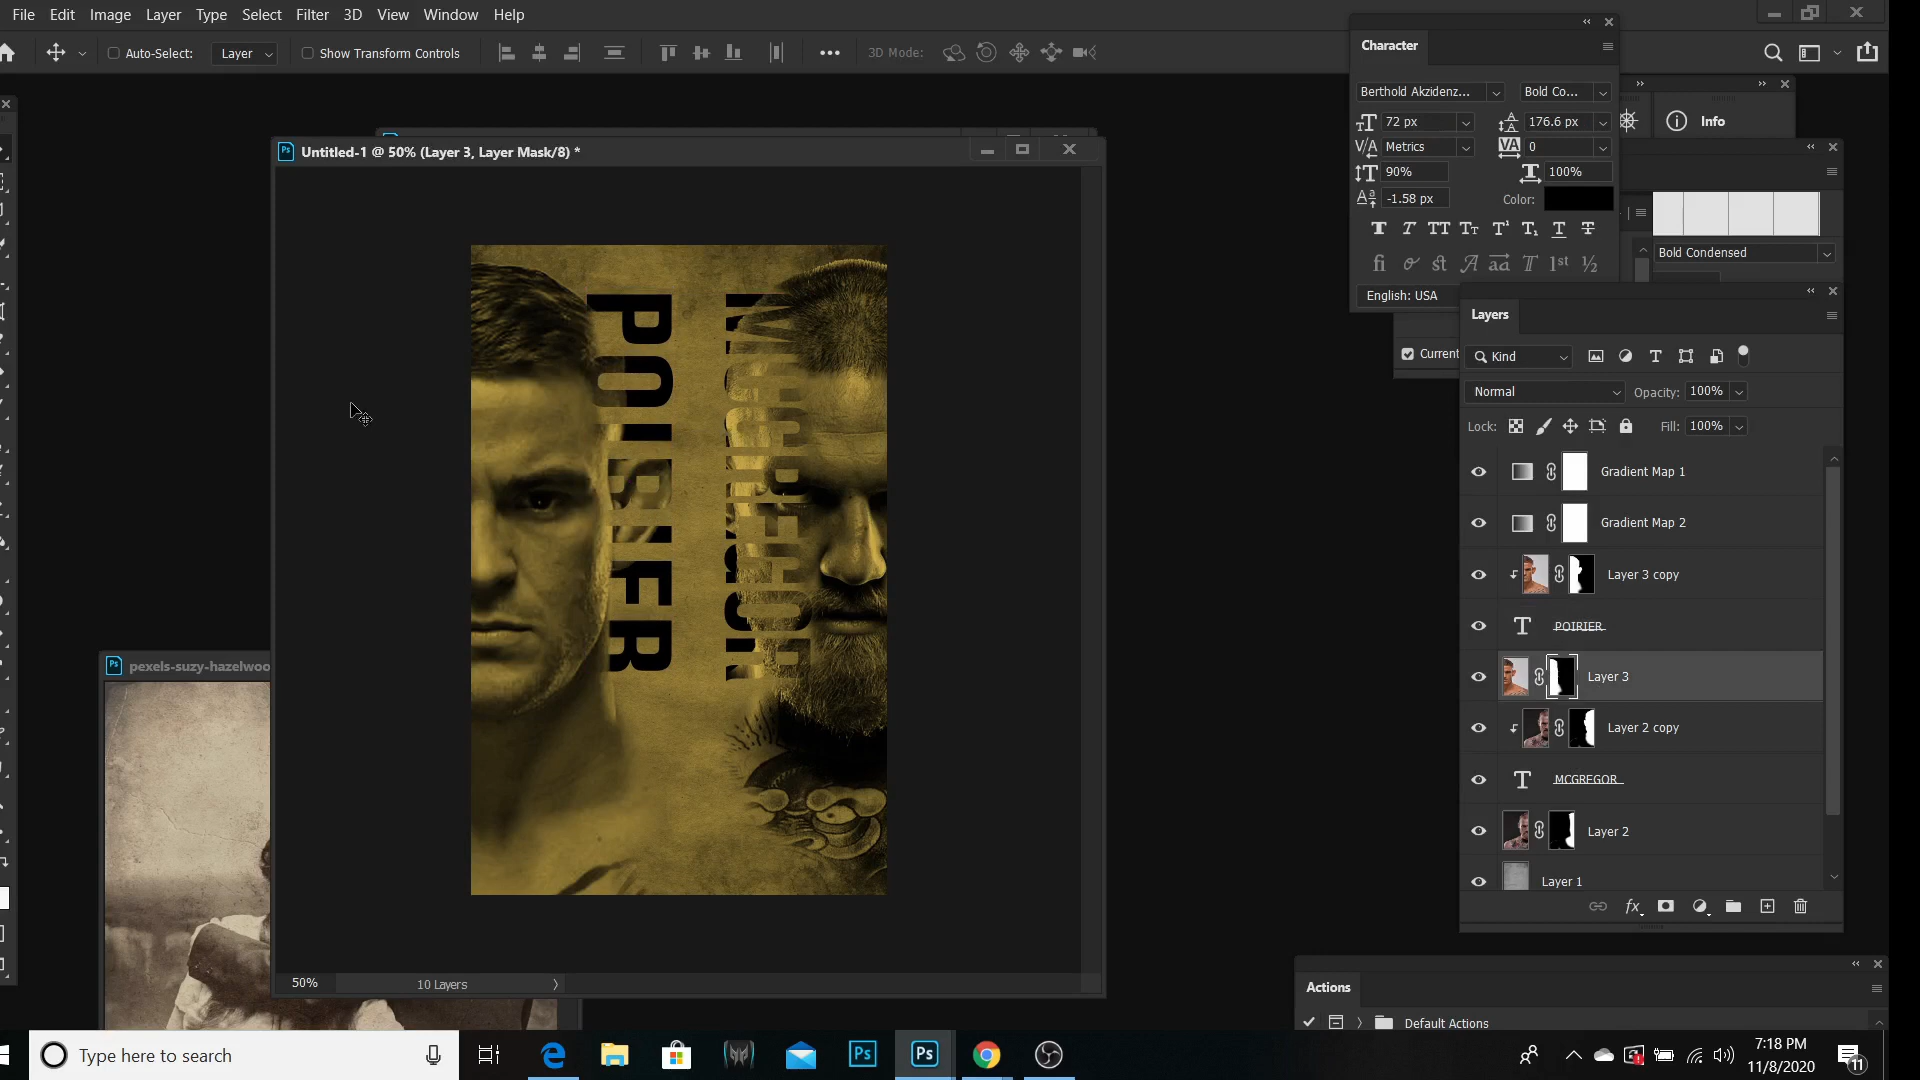 File Edit Image Layer Type Select Filter 3D View Window Help
Auto-Select: Layer Show Transform Controls 3D Mode:
Character
Berthold Akzidenz... Bold Co...
72 px 176.6 px
Metrics 0
90% 100%
-1.58 px Color:
English: USA
Info
Bold Condensed
Current
Untitled-1 @ 50% (Layer 3, Layer Mask/8) *
POIRIER
MCGREGOR
50% 10 Layers
pexels-suzy-hazelwoo
Layers
Kind
Normal Opacity: 100%
Lock: Fill: 100%
Gradient Map 1
Gradient Map 2
Layer 3 copy
POIRIER
Layer 3
Layer 2 copy
MCGREGOR
Layer 2
Layer 1
Actions
Default Actions
Type here to search
7:18 PM
11/8/2020
11